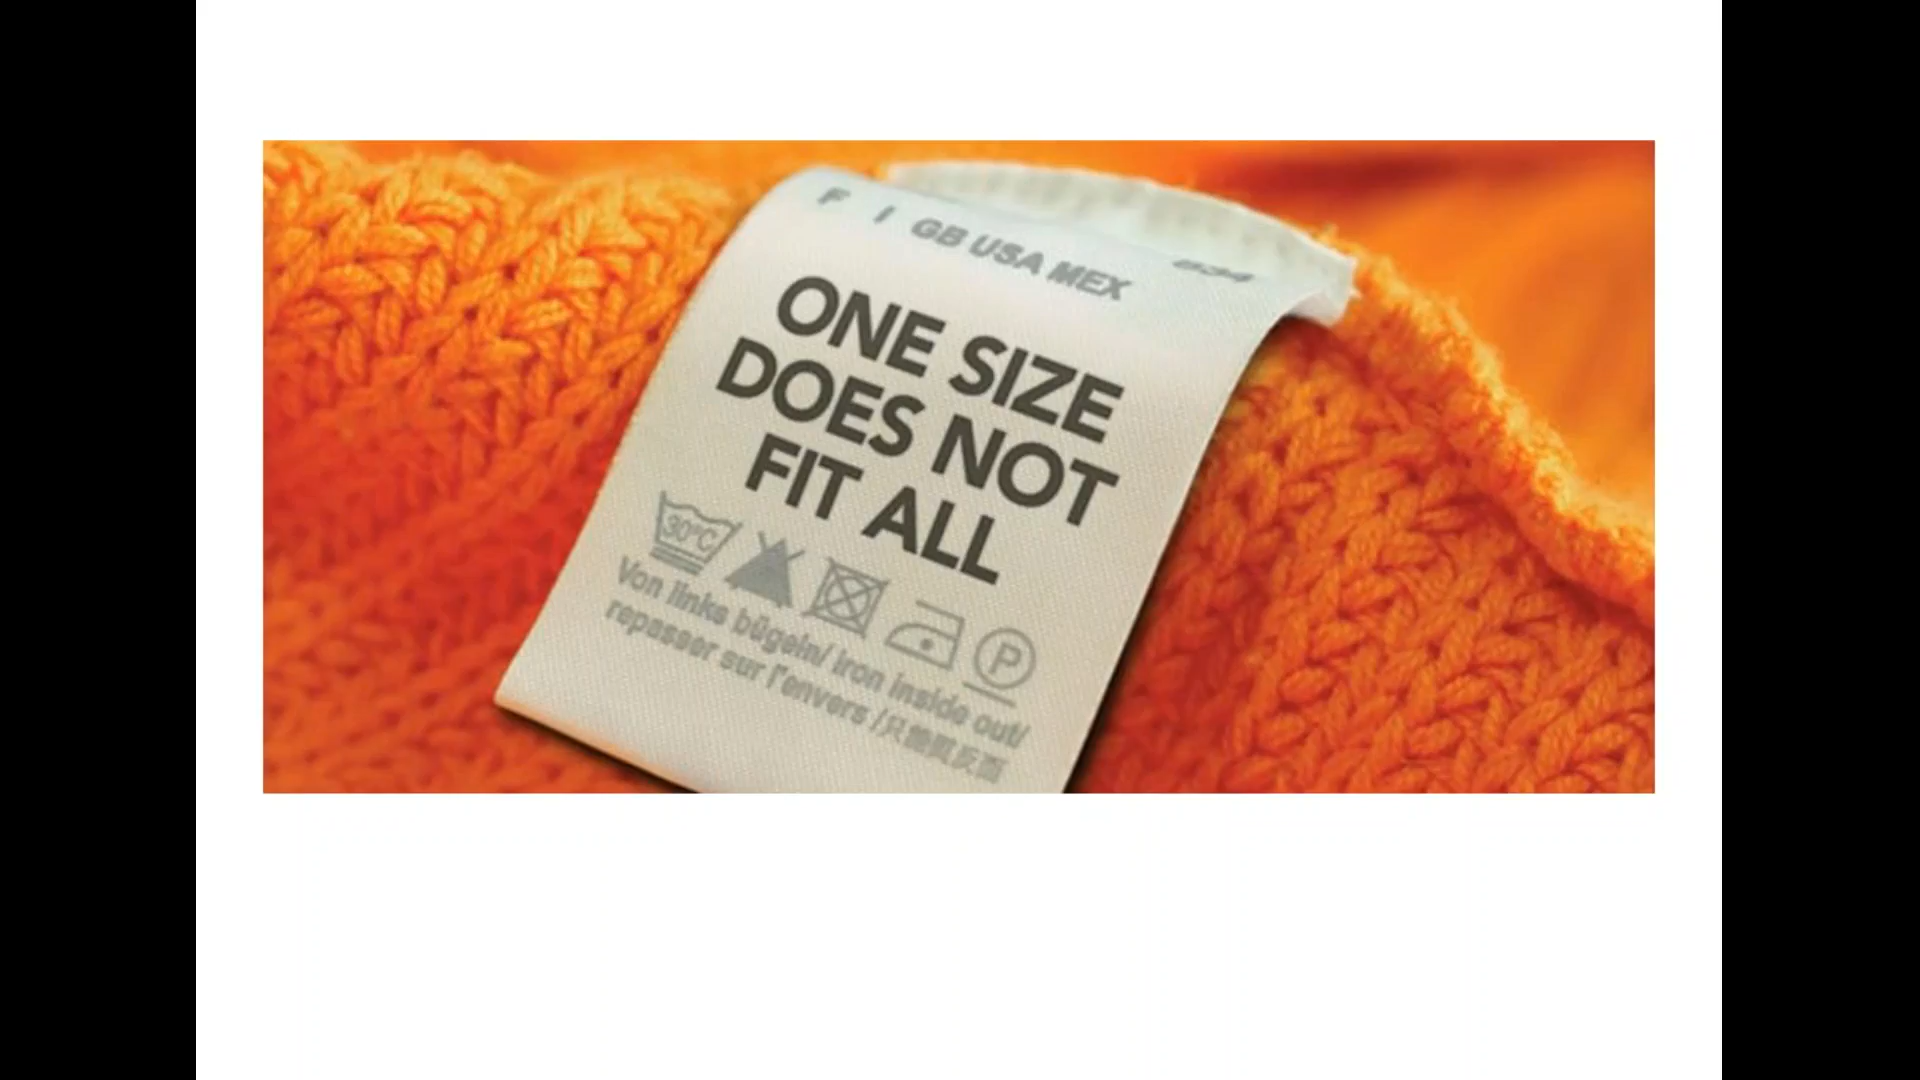 F I GB USA MEX
ONE SIZE
DOES NOT
FIT ALL
30°C
P
Von links bügeln/ iron inside out/
repasser sur l'envers /